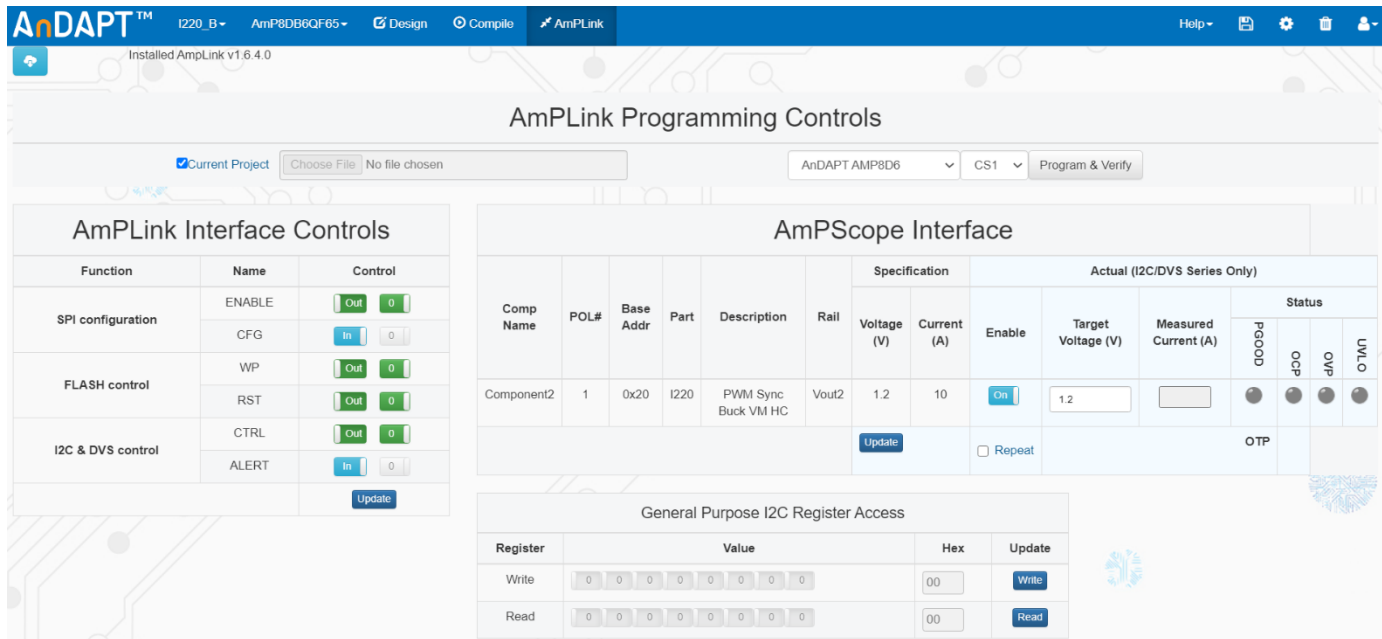 AnDAPT™ I220_B AmP8DB6QF65 Design Compile AmPLink Help
Installed AmpLink v1.6.4.0
AmPLink Programming Controls
Current Project Choose File No file chosen AnDAPT AMP8D6 CS1 Program & Verify
AmPLink Interface Controls
Function Name Control
SPI configuration
ENABLE Out 0
CFG In 0
FLASH control
WP Out 0
RST Out 0
I2C & DVS control
CTRL Out 0
ALERT In 0
Update
AmPScope Interface
Comp Name POL# Base Addr Part Description Rail
Specification
Voltage (V) Current (A)
Actual (I2C/DVS Series Only)
Enable Target Voltage (V) Measured Current (A)
Status
PGOOD OCP OVP UVLO
Component2 1 0x20 I220 PWM Sync Buck VM HC Vout2 1.2 10 On 1.2
Update Repeat OTP
General Purpose I2C Register Access
Register Value Hex Update
Write 0 0 0 0 0 0 0 0 00 Write
Read 0 0 0 0 0 0 0 0 00 Read